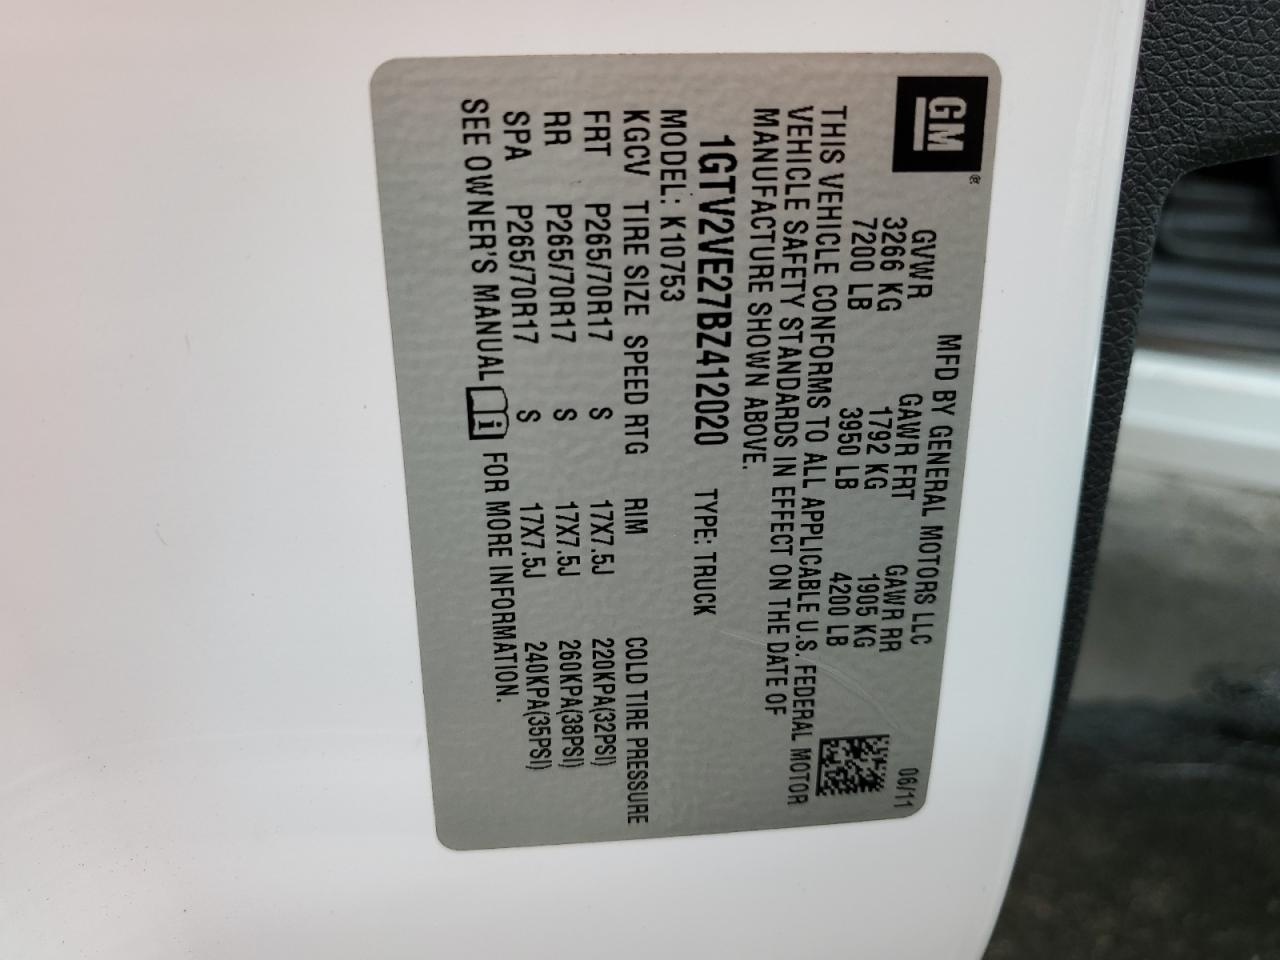 GM®
MFD BY GENERAL MOTORS LLC 06/11
GVWR GAWR FRT GAWR RR
3266 KG 1792 KG 1905 KG
7200 LB 3950 LB 4200 LB
THIS VEHICLE CONFORMS TO ALL APPLICABLE U.S. FEDERAL MOTOR
VEHICLE SAFETY STANDARDS IN EFFECT ON THE DATE OF
MANUFACTURE SHOWN ABOVE.
1GTV2VE27BZ412020 TYPE: TRUCK
MODEL: K10753
KGCV TIRE SIZE SPEED RTG RIM COLD TIRE PRESSURE
FRT P265/70R17 S 17X7.5J 220KPA(32PSI)
RR P265/70R17 S 17X7.5J 260KPA(38PSI)
SPA P265/70R17 S 17X7.5J 240KPA(35PSI)
SEE OWNER'S MANUAL i FOR MORE INFORMATION.